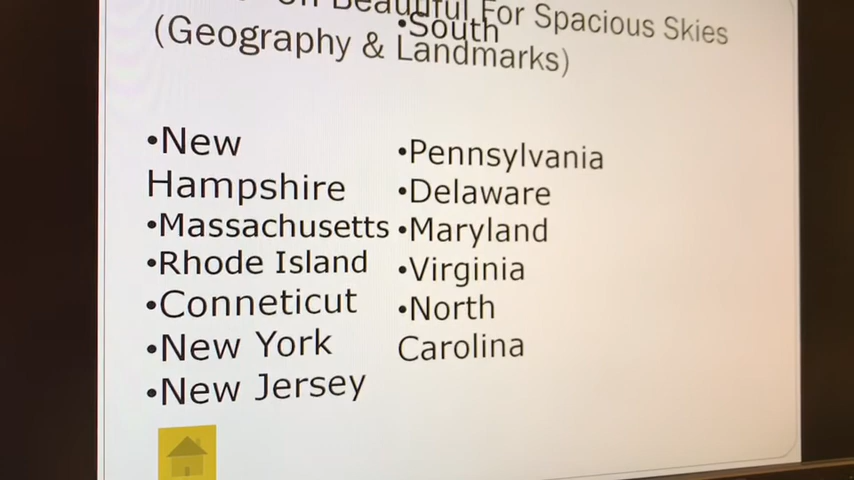 Beautiful For Spacious Skies
(Geography & Landmarks)
•New
Hampshire
•Massachusetts
•Rhode Island
•Conneticut
•New York
•New Jersey
•South
•Pennsylvania
•Delaware
•Maryland
•Virginia
•North
Carolina